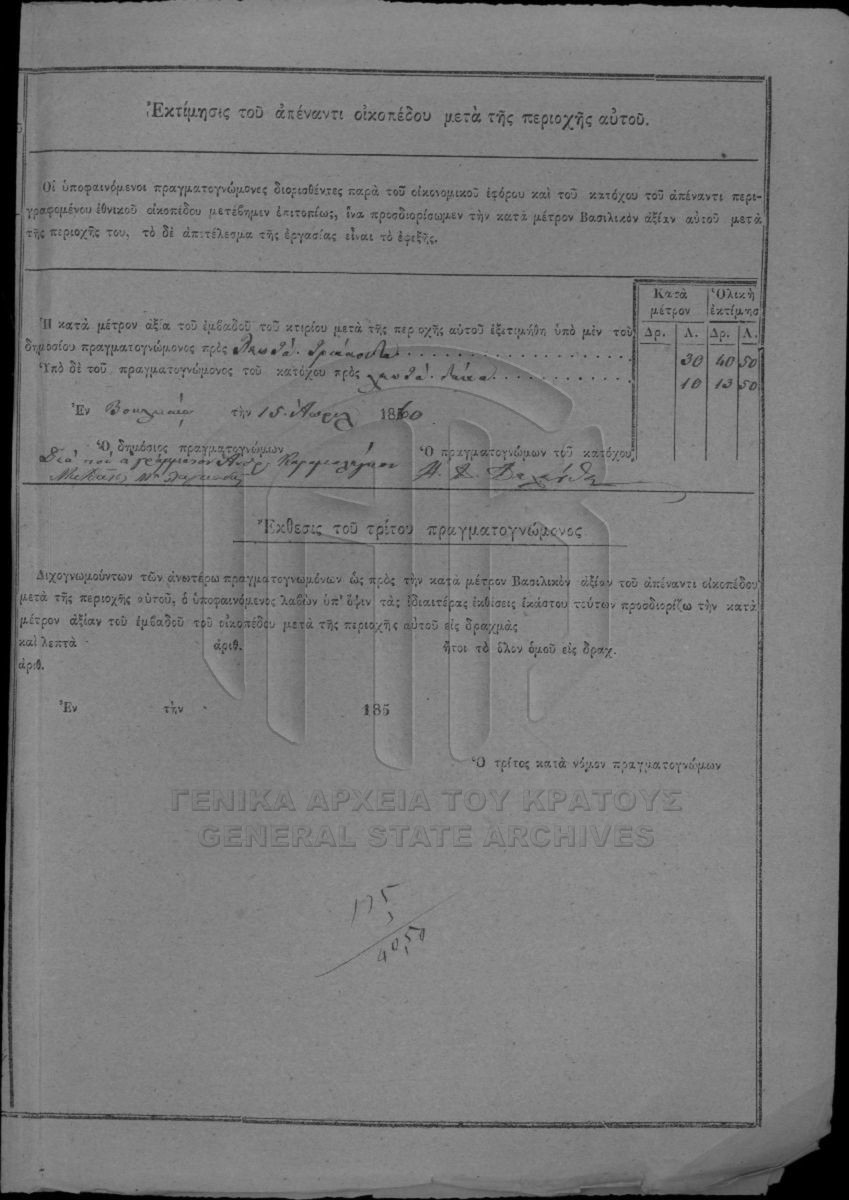 Ἐκτίμησις τοῦ ἀπέναντι οἰκοπέδου μετὰ τῆς περιοχῆς αὐτοῦ.
Οἱ ὑποφαινόμενοι πραγματογνώμονες διορισθέντες παρὰ τοῦ οἰκονομικοῦ ἐφόρου καὶ τοῦ κατόχου τοῦ ἀπέναντι περι-
γραφομένου ἐθνικοῦ οἰκοπέδου μετέβημεν ἐπιτοπίως, ἵνα προσδιορίσωμεν τὴν κατὰ μέτρον Βασιλικὸν ἀξίαν αὐτοῦ μετὰ
τῆς περιοχῆς του, τὸ δὲ ἀποτέλεσμα τῆς ἐργασίας εἶναι τὸ ἐφεξῆς.
Κατὰ μέτρον Ὁλικὴ ἐκτίμησ
Δρ. Λ. Δρ. Λ.
Ἡ κατὰ μέτρον ἀξία τοῦ ἐμβαδοῦ τοῦ κτιρίου μετὰ τῆς περιοχῆς αὐτοῦ ἐξετιμήθη ὑπὸ μὲν τοῦ
δημοσίου πραγματογνώμονος πρὸς λεπτὰ τριάκοντα 30 40 50
Ὑπὸ δὲ τοῦ πραγματογνώμονος τοῦ κατόχου πρὸς λεπτὰ δέκα 10 13 50
Ἐν τὴν 15 Ἀπριλ 1860
Ὁ δημόσιος πραγματογνώμων Ὁ πραγματογνώμων τοῦ κατόχου
Ἔκθεσις τοῦ τρίτου πραγματογνώμονος
Διχογνωμούντων τῶν ἀνωτέρω πραγματογνωμόνων ὡς πρὸς τὴν κατὰ μέτρον Βασιλικὸν ἀξίαν τοῦ ἀπέναντι οἰκοπέδου
μετὰ τῆς περιοχῆς αὐτοῦ, ὁ ὑποφαινόμενος λαβὼν ὑπ' ὄψιν τὰς ἰδιαιτέρας ἐκθέσεις ἑκάστου τούτων προσδιορίζω τὴν κατὰ
μέτρον ἀξίαν τοῦ ἐμβαδοῦ τοῦ οἰκοπέδου μετὰ τῆς περιοχῆς αὐτοῦ εἰς δραχμὰς
καὶ λεπτὰ ἀριθ. ἤτοι τὸ ὅλον ὁμοῦ εἰς δραχ.
ἀριθ.
Ἐν τὴν 185
Ὁ τρίτος κατὰ νόμον πραγματογνώμων
ΓΕΝΙΚΑ ΑΡΧΕΙΑ ΤΟΥ ΚΡΑΤΟΥΣ
GENERAL STATE ARCHIVES
40,50